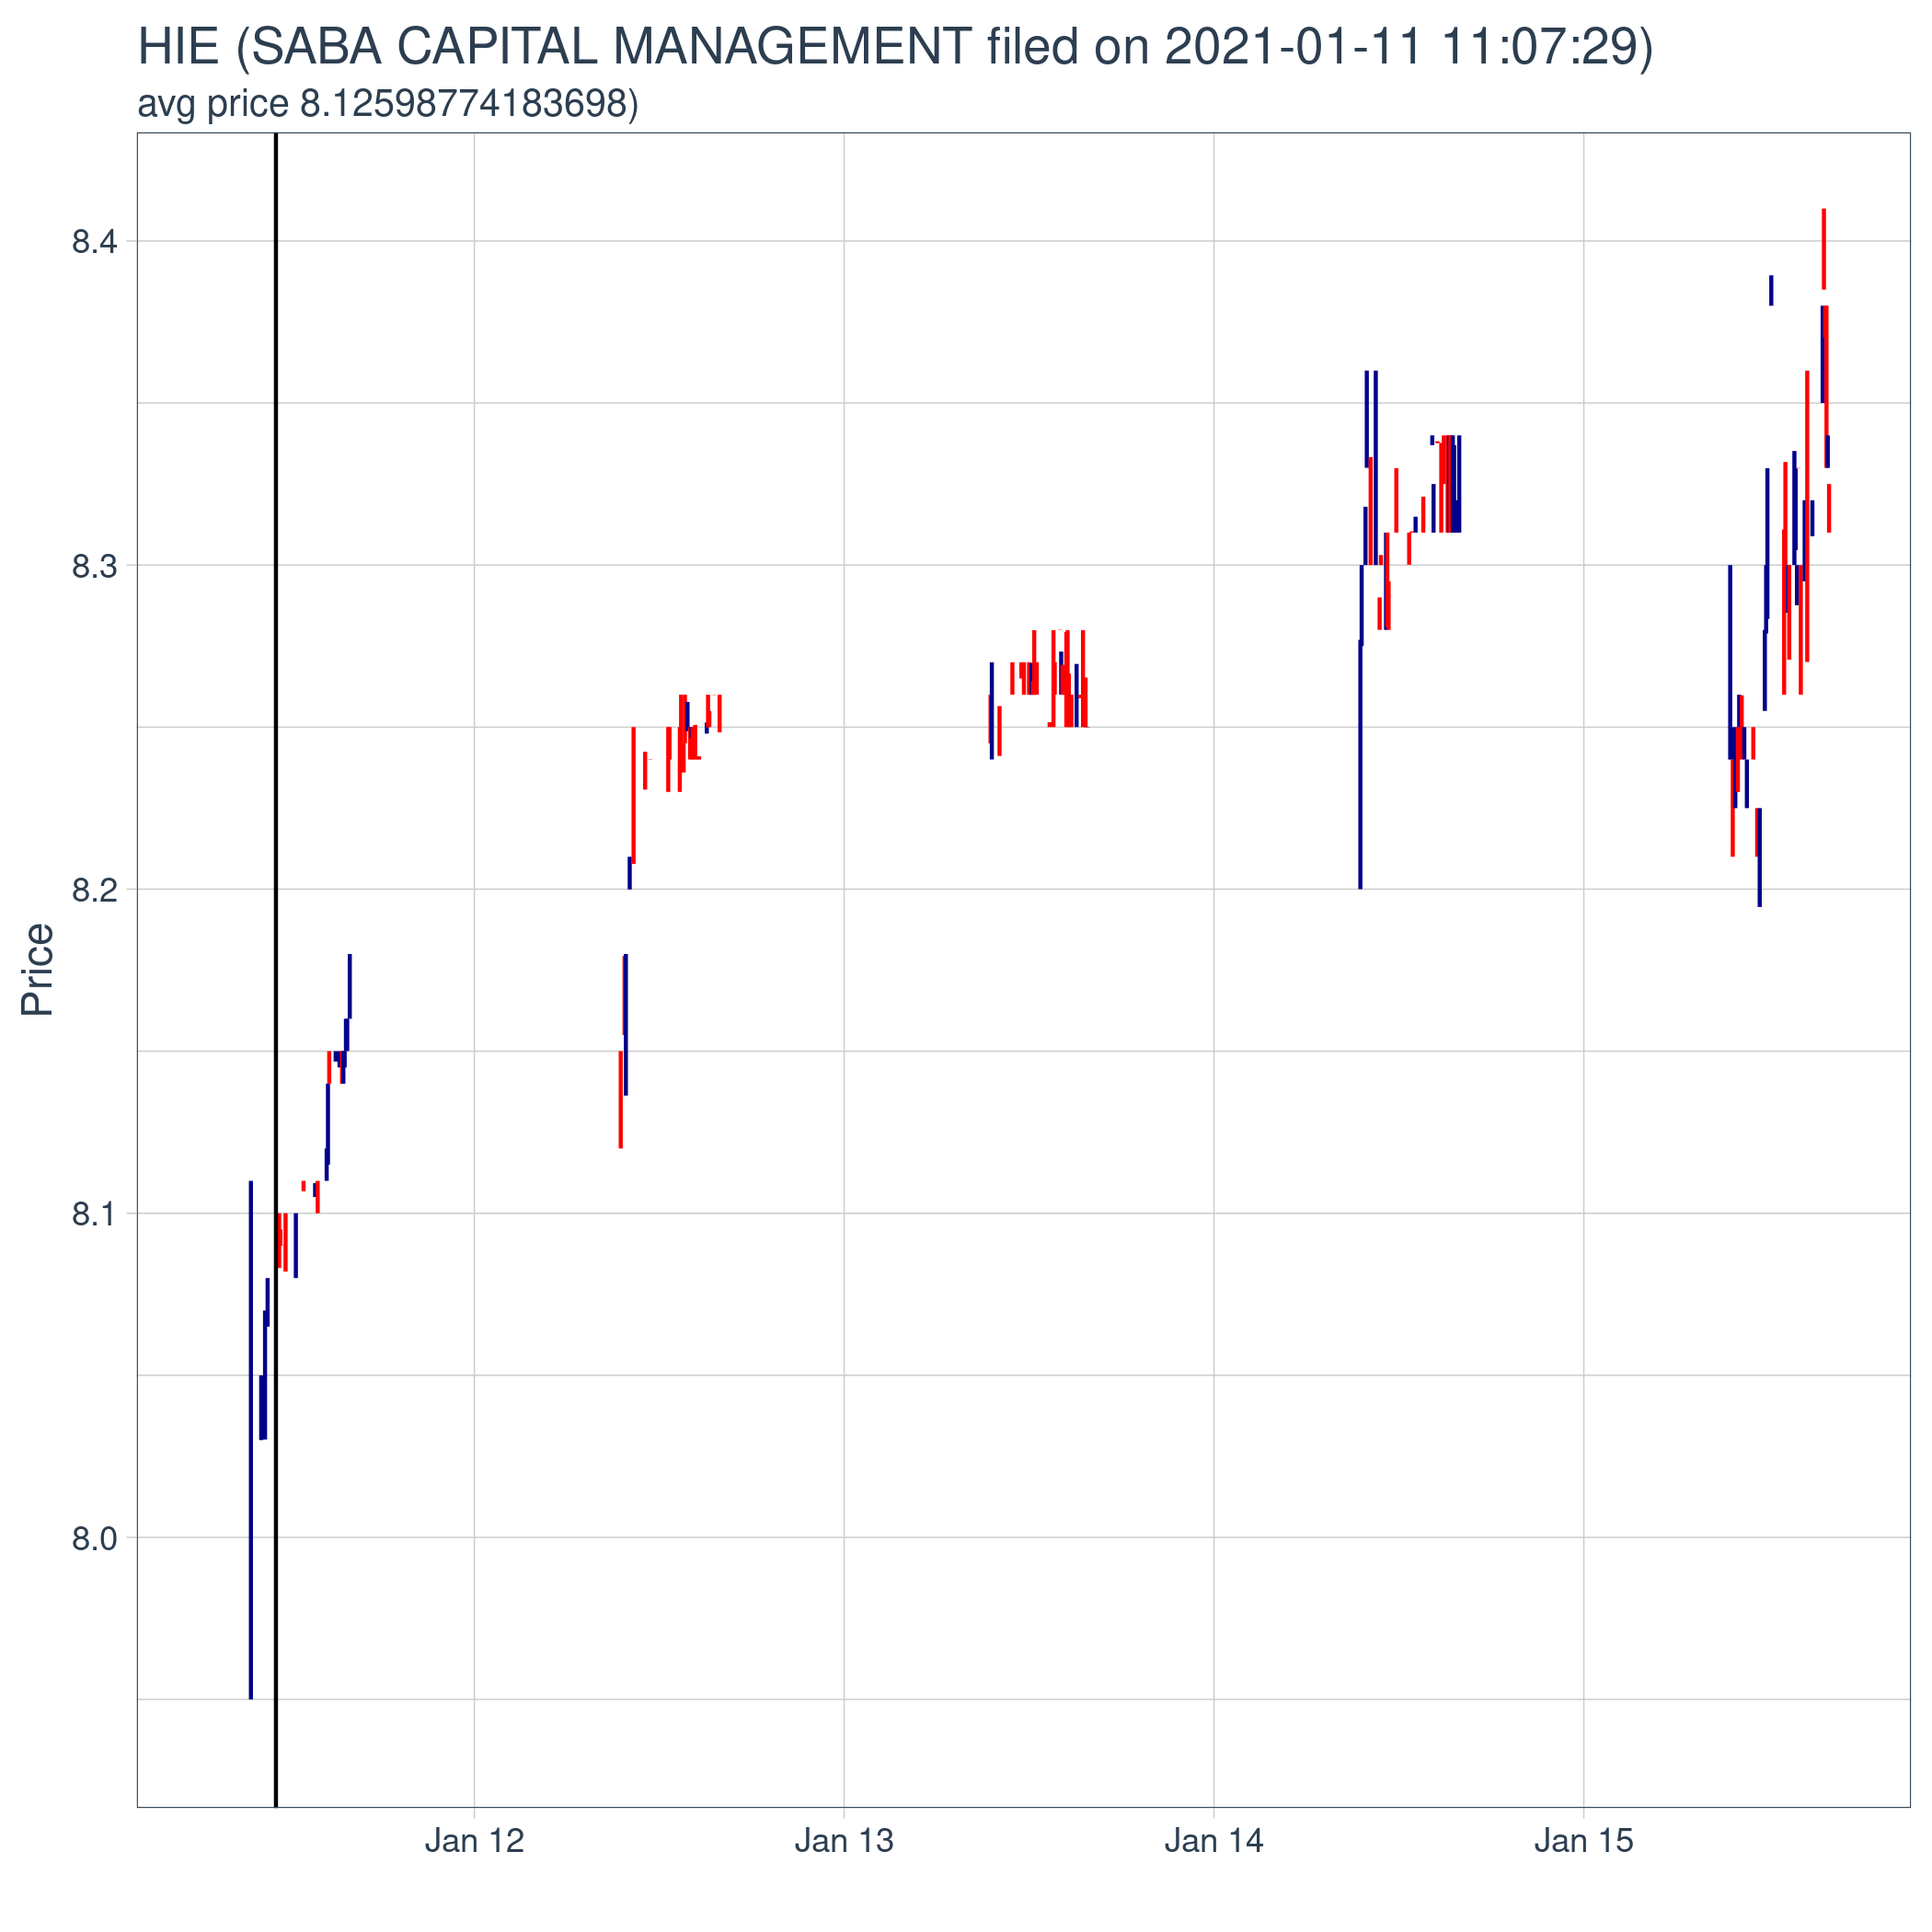 HIE (SABA CAPITAL MANAGEMENT filed on 2021-01-11 11:07:29)
avg price 8.12598774183698)
8.4
8.3
8.2
8.1
8.0
Price
Jan 12
Jan 13
Jan 14
Jan 15